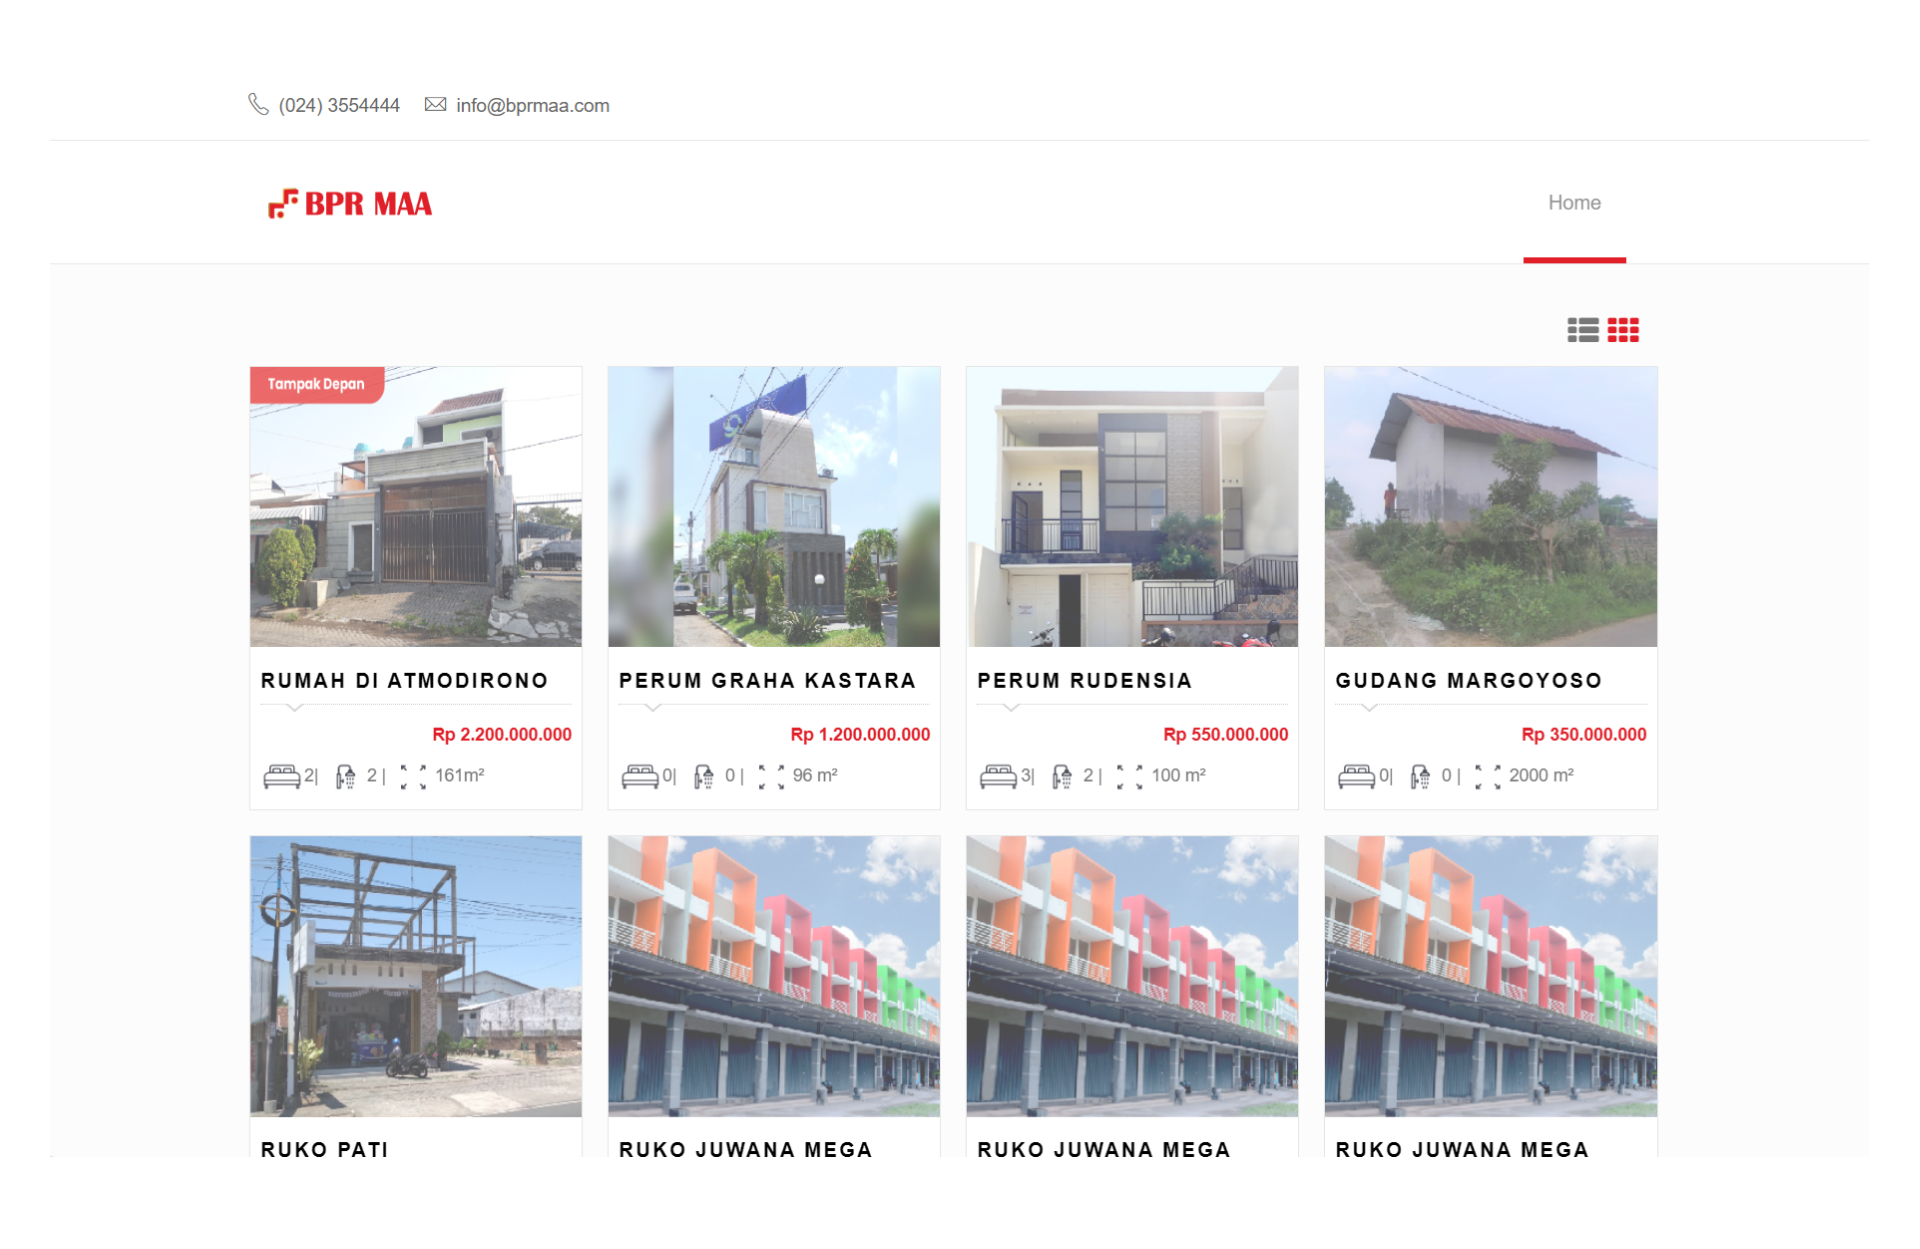 (024) 3554444 info@bprmaa.com
BPR MAA
Home
Tampak Depan
RUMAH DI ATMODIRONO
Rp 2.200.000.000
2| 2 | 161m²
PERUM GRAHA KASTARA
Rp 1.200.000.000
0| 0 | 96 m²
PERUM RUDENSIA
Rp 550.000.000
3| 2 | 100 m²
GUDANG MARGOYOSO
Rp 350.000.000
0| 0 | 2000 m²
RUKO PATI
RUKO JUWANA MEGA
RUKO JUWANA MEGA
RUKO JUWANA MEGA